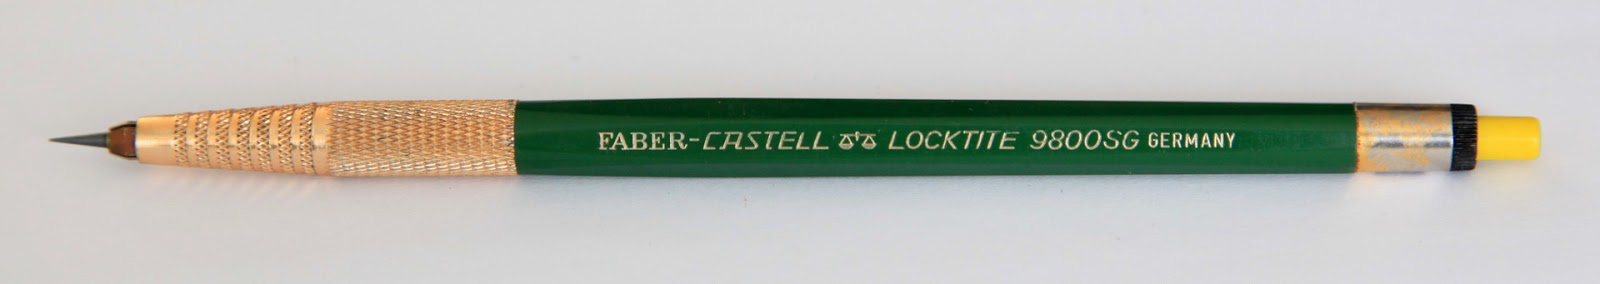 FABER-CASTELL LOCKTITE 9800SG GERMANY